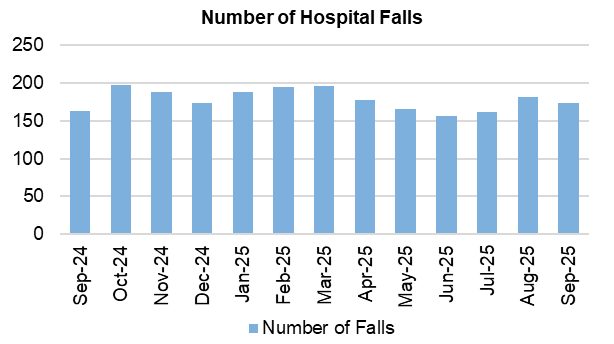 Number of Hospital Falls
250
200
150
100
50
0
Sep-24
Oct-24
Nov-24
Dec-24
Jan-25
Feb-25
Mar-25
Apr-25
May-25
Jun-25
Jul-25
Aug-25
Sep-25
Number of Falls